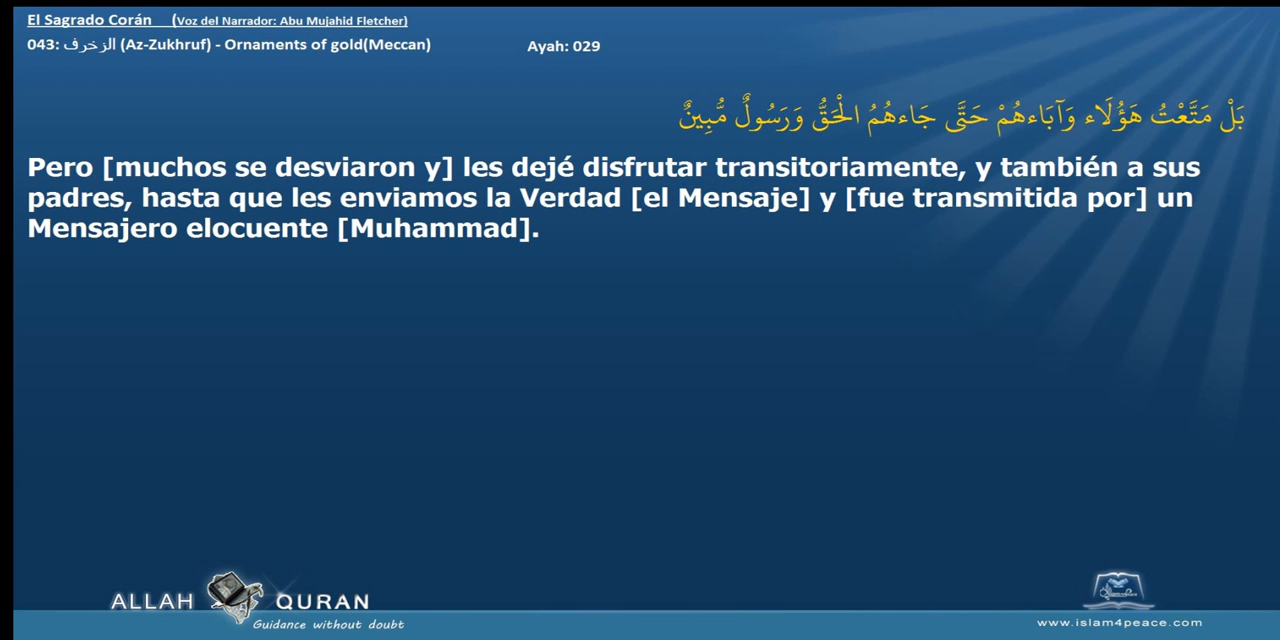 El Sagrado Corán (Voz del Narrador: Abu Mujahid Fletcher)
043: الزخرف (Az-Zukhruf) - Ornaments of gold(Meccan) Ayah: 029
بَلْ مَتَّعْتُ هَؤُلَاء وَآبَاءهُمْ حَتَّى جَاءهُمُ الْحَقُّ وَرَسُولٌ مُّبِينٌ
Pero [muchos se desviaron y] les dejé disfrutar transitoriamente, y también a sus
padres, hasta que les enviamos la Verdad [el Mensaje] y [fue transmitida por] un
Mensajero elocuente [Muhammad].
ALLAH QURAN
Guidance without doubt
www.islam4peace.com